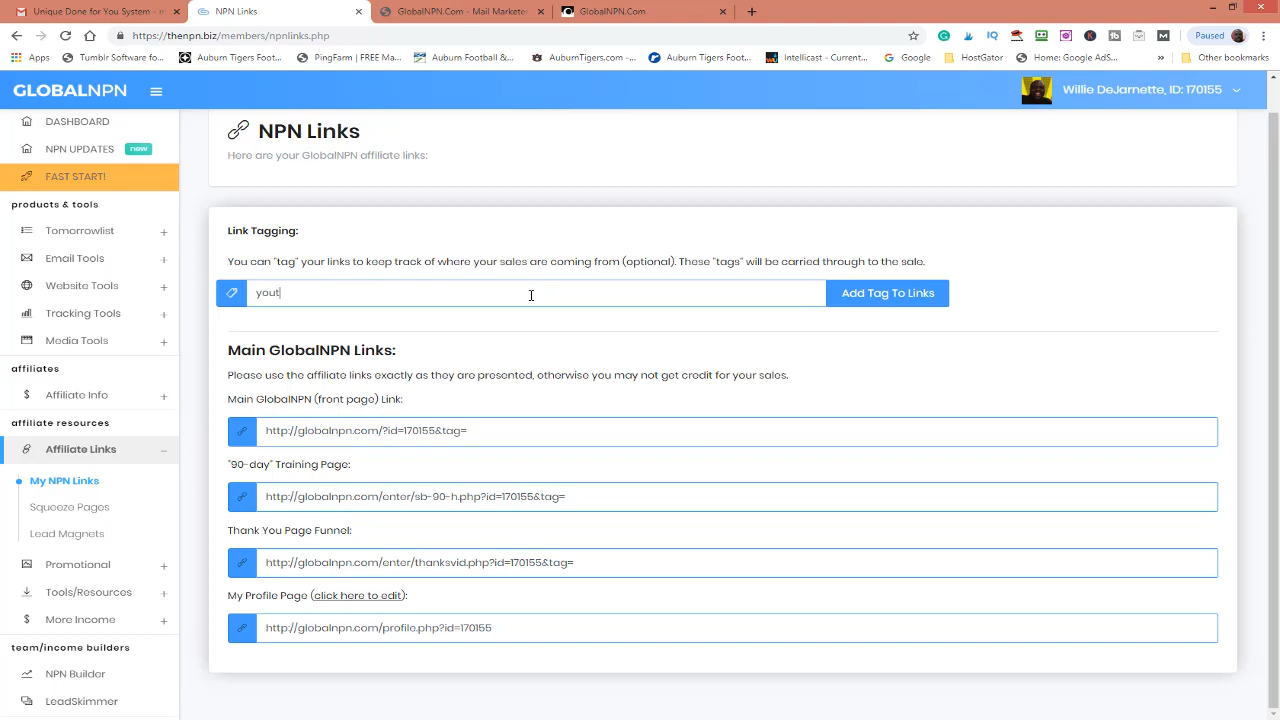 Unique Done for You System - m
NPN Links
GlobalNPN.Com - Mail Markete
GlobalNPN.Com
https://thenpn.biz/members/npnlinks.php
Paused
Apps
Tumblr Software fo...
Auburn Tigers Foot...
PingFarm | FREE Ma...
Auburn Football &...
AuburnTigers.com -...
Auburn Tigers Foot...
Intellicast - Current...
Google
HostGator
Home: Google AdS...
»
Other bookmarks
GLOBALNPN
Willie DeJarnette, ID: 170155
DASHBOARD
NPN UPDATES new
FAST START!
products & tools
Tomorrowlist +
Email Tools +
Website Tools +
Tracking Tools +
Media Tools +
affiliates
Affiliate Info +
affiliate resources
Affiliate Links –
My NPN Links
Squeeze Pages
Lead Magnets
Promotional +
Tools/Resources +
More Income +
team/income builders
NPN Builder
LeadSkimmer
NPN Links
Here are your GlobalNPN affiliate links:
Link Tagging:
You can "tag" your links to keep track of where your sales are coming from (optional). These "tags" will be carried through to the sale.
yout
Add Tag To Links
Main GlobalNPN Links:
Please use the affiliate links exactly as they are presented, otherwise you may not get credit for your sales.
Main GlobalNPN (front page) Link:
http://globalnpn.com/?id=170155&tag=
"90-day" Training Page:
http://globalnpn.com/enter/sb-90-h.php?id=170155&tag=
Thank You Page Funnel:
http://globalnpn.com/enter/thanksvid.php?id=170155&tag=
My Profile Page (click here to edit):
http://globalnpn.com/profile.php?id=170155